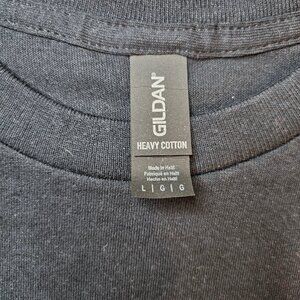 GILDAN®
HEAVY COTTON
Made in Haiti
Fabriqué en Haïti
Hecho en Haití
L | G | G